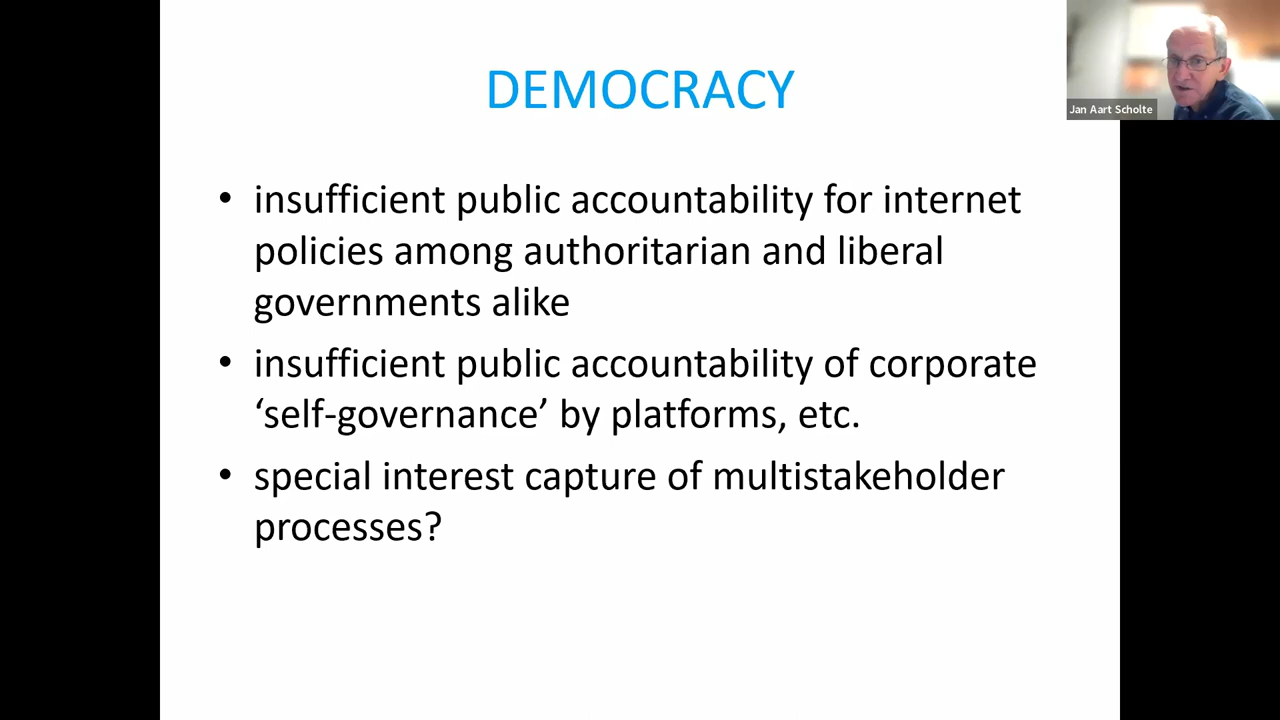 DEMOCRACY
Jan Aart Scholte
• insufficient public accountability for internet
policies among authoritarian and liberal
governments alike
• insufficient public accountability of corporate
‘self-governance’ by platforms, etc.
• special interest capture of multistakeholder
processes?